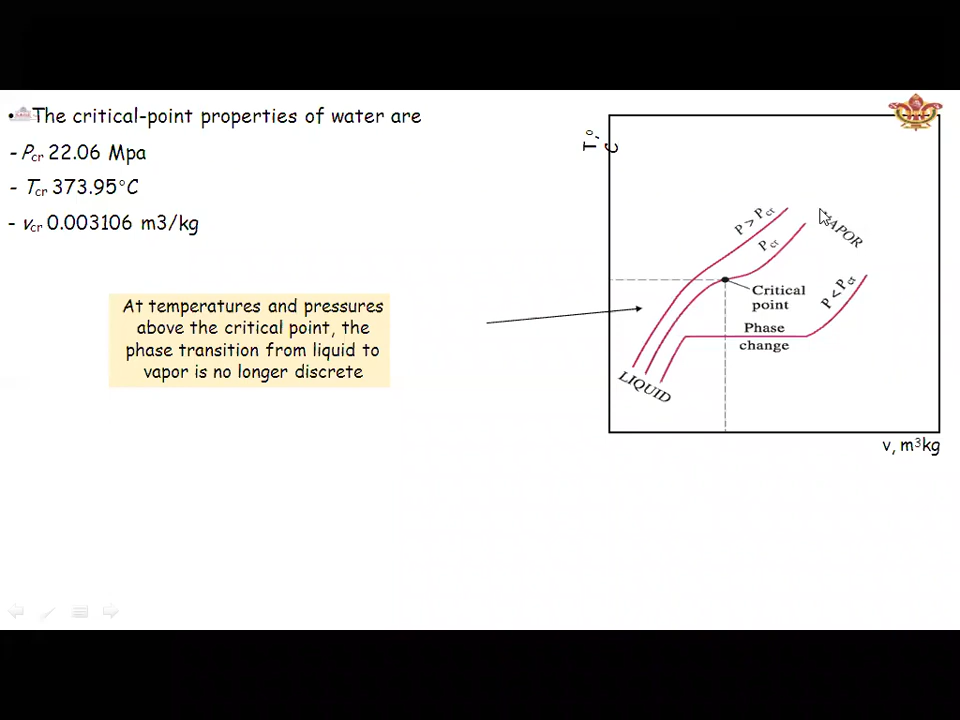 • The critical-point properties of water are
- Pcr 22.06 Mpa
- Tcr 373.95°C
- vcr 0.003106 m3/kg
At temperatures and pressures
above the critical point, the
phase transition from liquid to
vapor is no longer discrete
T,°C
P > Pcr
Pcr
VAPOR
Critical
point
P < Pcr
Phase
change
LIQUID
v, m³kg